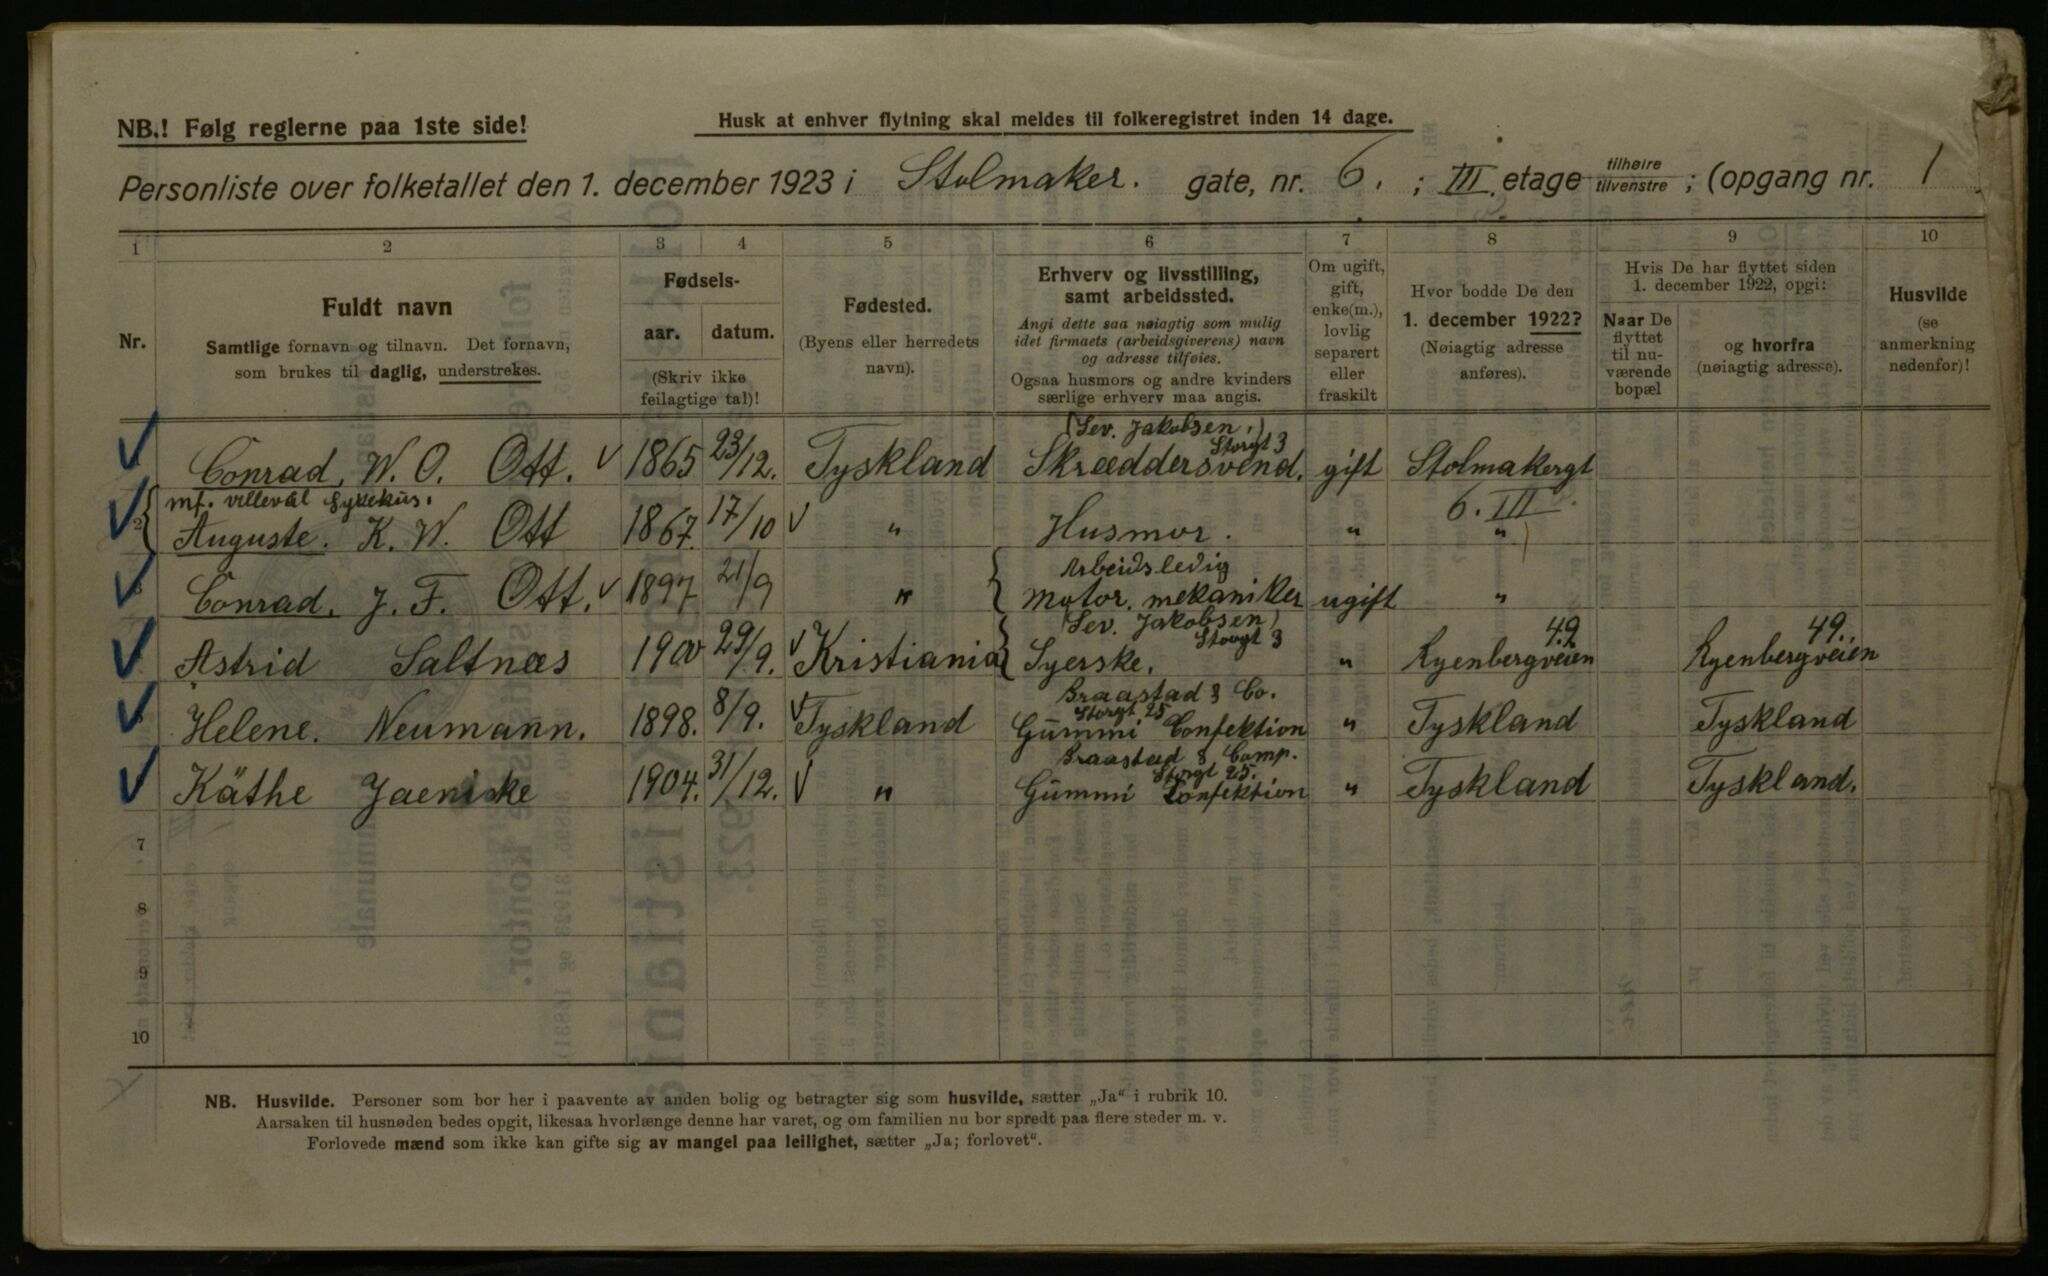 NB.! Følg reglerne paa 1ste side!
Husk at enhver flytning skal meldes til folkeregistret inden 14 dage.
Personliste over folketallet den 1. december 1923 i Stolmaker. gate, nr. 6. ; III. etage tilhøire tilvenstre ; (opgang nr. 1
1 2 3 4 5 6 7 8 9 10
Nr.
Fuldt navn
Samtlige fornavn og tilnavn. Det fornavn,
som brukes til daglig, understrekes.
Fødsels-
aar. datum.
(Skriv ikke
feilagtige tal)!
Fødested.
(Byens eller herredets
navn).
Erhverv og livsstilling,
samt arbeidssted.
Angi dette saa nøiagtig som mulig
idet firmaets (arbeidsgiverens) navn
og adresse tilføies.
Ogsaa husmors og andre kvinders
særlige erhverv maa angis.
Om ugift,
gift,
enke(m.),
lovlig
separert
eller
fraskilt
Hvor bodde De den
1. december 1922?
(Nøiagtig adresse
anføres).
Hvis De har flyttet siden
1. december 1922, opgi:
Naar De
flyttet
til nu-
værende
bopæl
og hvorfra
(nøiagtig adresse).
Husvilde
(se
anmerkning
nedenfor)!
(Sev. Jakobsen,)
Storgt 3
Conrad, W. O. Ott. 1865 23/12. Tyskland Skræddersvend. gift Stolmakergt
6. III.
mf. villevål Sykekus.
2 Auguste. K. W. Ott 1867. 17/10 " Husmor. " "
Arbeidsledig
Conrad, J. F. Ott. 1897 21/9 " Motor. mekaniker ugift "
(Sev. Jakobsen)
Storgt 3
Astrid Saltnæs 1900 29/9. Kristiania Syerske. " Ryenbergveien 49 Ryenbergveien 49.
Braastad & Co.
Storgt 25
Helene. Neumann. 1898. 8/9. Tyskland Gummi Confektion " Tyskland Tyskland
Braastad & Comp.
Storgt 25.
Käthe Jaenicke 1904. 31/12. " Gummi Confektion " Tyskland Tyskland.
7
8
9
10
NB. Husvilde. Personer som bor her i paavente av anden bolig og betragter sig som husvilde, sætter „Ja“ i rubrik 10.
Aarsaken til husnøden bedes opgit, likesaa hvorlænge denne har varet, og om familien nu bor spredt paa flere steder m. v.
Forlovede mænd som ikke kan gifte sig av mangel paa leilighet, sætter „Ja; forlovet“.